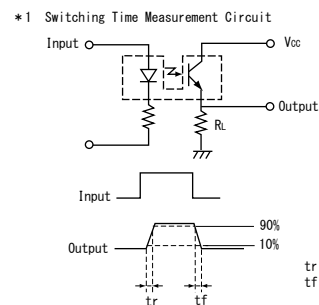 *1 Switching Time Measurement Circuit
Input
Vcc
Output
RL
Input
90%
Output
10%
tr
tf
tr
tf